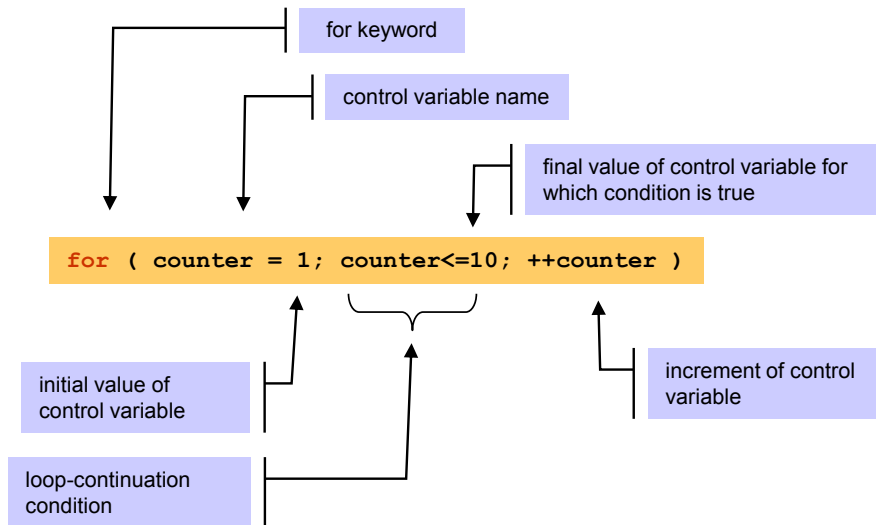 for keyword
control variable name
final value of control variable for
which condition is true
for ( counter = 1; counter<=10; ++counter )
initial value of
control variable
increment of control
variable
loop-continuation
condition